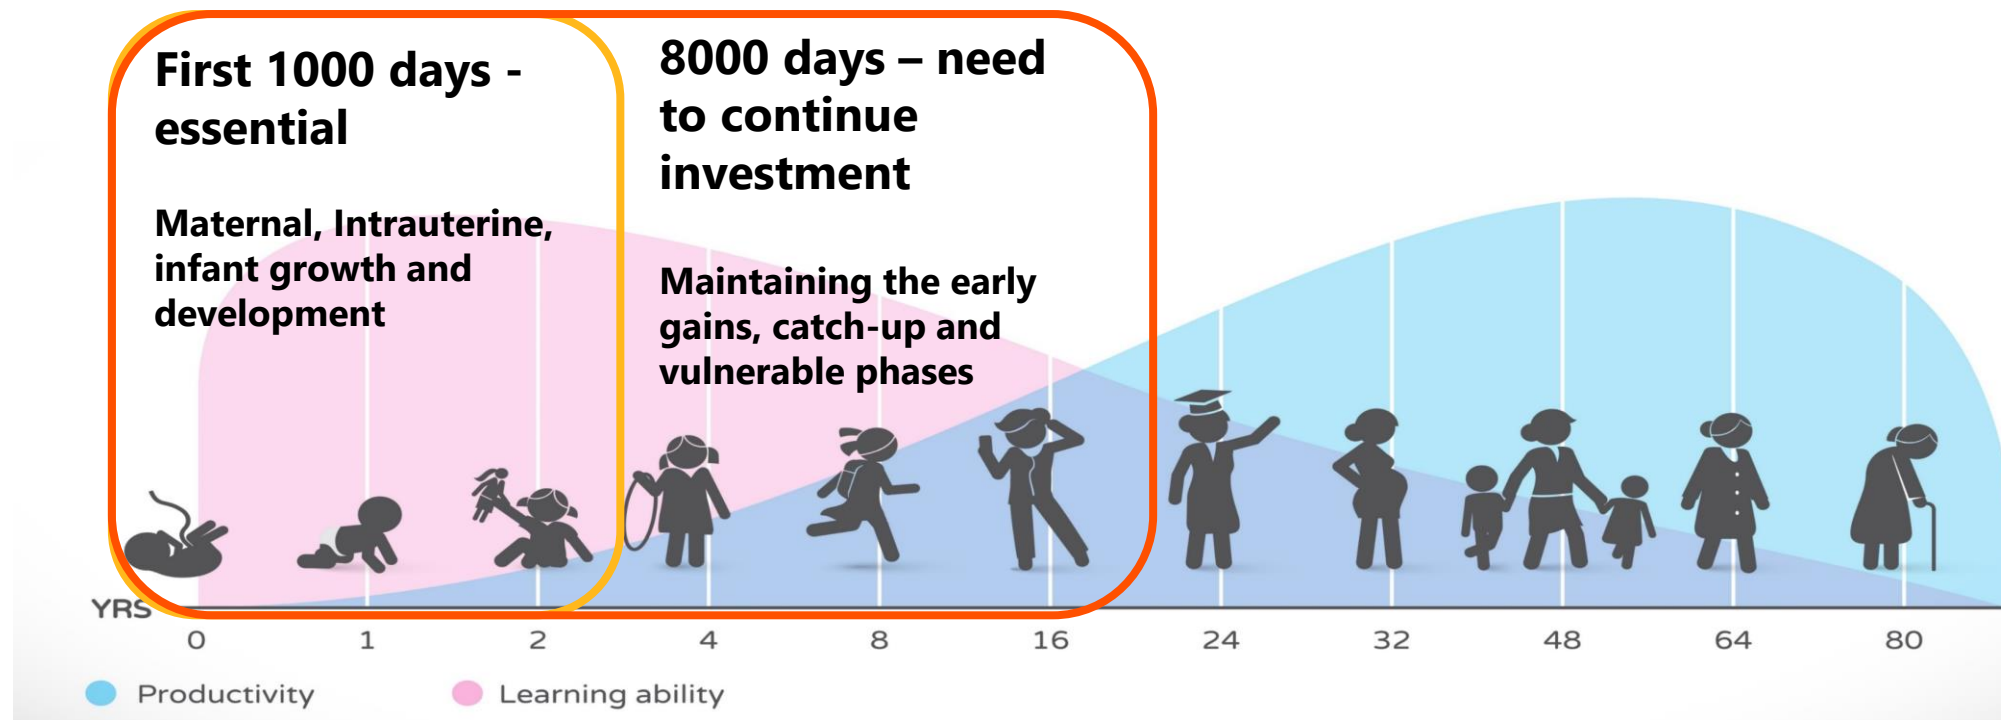 First 1000 days -
essential
Maternal, Intrauterine,
infant growth and
development
8000 days – need
to continue
investment
Maintaining the early
gains, catch-up and
vulnerable phases
YRS
0 1 2 4 8 16 24 32 48 64 80
Productivity Learning ability